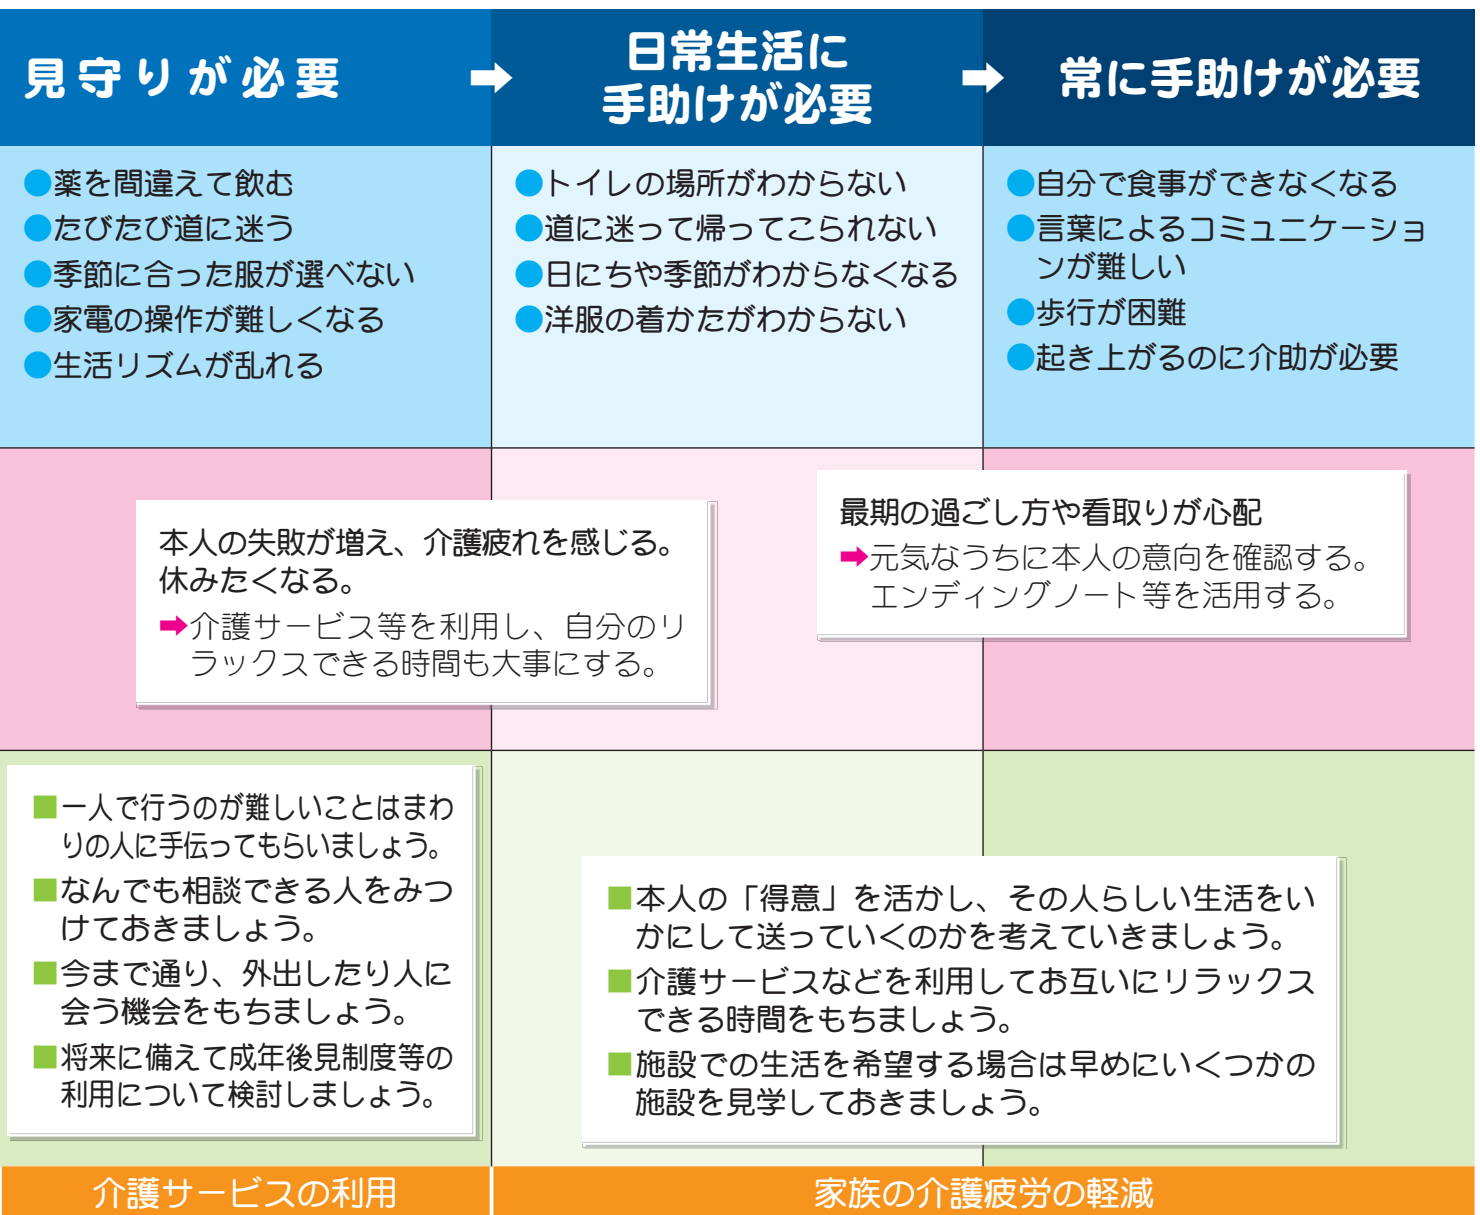 見守りが必要
➡
日常生活に
手助けが必要
➡
常に手助けが必要
●薬を間違えて飲む
●たびたび道に迷う
●季節に合った服が選べない
●家電の操作が難しくなる
●生活リズムが乱れる
●トイレの場所がわからない
●道に迷って帰ってこられない
●日にちや季節がわからなくなる
●洋服の着かたがわからない
●自分で食事ができなくなる
●言葉によるコミュニケーショ
ンが難しい
●歩行が困難
●起き上がるのに介助が必要
本人の失敗が増え、介護疲れを感じる。
休みたくなる。
➡介護サービス等を利用し、自分のリ
ラックスできる時間も大事にする。
最期の過ごし方や看取りが心配
➡元気なうちに本人の意向を確認する。
エンディングノート等を活用する。
■一人で行うのが難しいことはまわ
りの人に手伝ってもらいましょう。
■なんでも相談できる人をみつ
けておきましょう。
■今まで通り、外出したり人に
会う機会をもちましょう。
■将来に備えて成年後見制度等の
利用について検討しましょう。
■本人の「得意」を活かし、その人らしい生活をい
かにして送っていくのかを考えていきましょう。
■介護サービスなどを利用してお互いにリラックス
できる時間をもちましょう。
■施設での生活を希望する場合は早めにいくつかの
施設を見学しておきましょう。
介護サービスの利用
家族の介護疲労の軽減